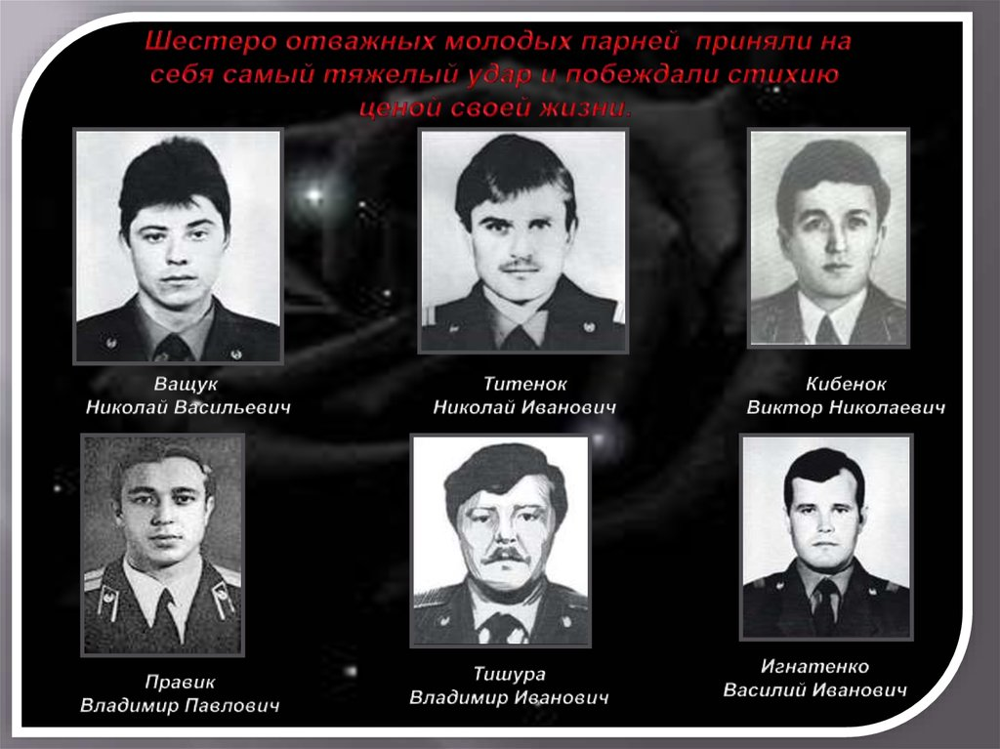 Шестеро отважных молодых парней приняли на
себя самый тяжелый удар и побеждали стихию
ценой своей жизни.
Ващук
Николай Васильевич
Титенок
Николай Иванович
Кибенок
Виктор Николаевич
Правик
Владимир Павлович
Тишура
Владимир Иванович
Игнатенко
Василий Иванович